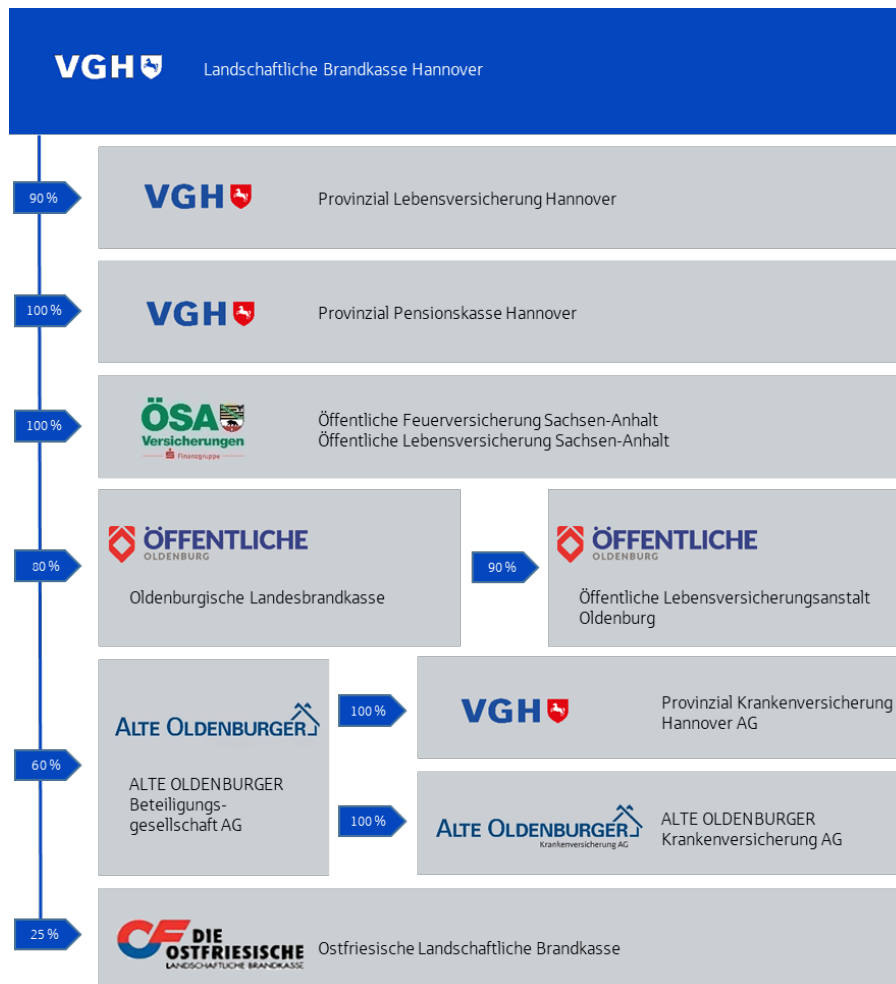 VGH
Landschaftliche Brandkasse Hannover
90 %
VGH
Provinzial Lebensversicherung Hannover
100 %
VGH
Provinzial Pensionskasse Hannover
100 %
ÖSA
Versicherungen
Finanzgruppe
Öffentliche Feuerversicherung Sachsen-Anhalt
Öffentliche Lebensversicherung Sachsen-Anhalt
80 %
ÖFFENTLICHE
OLDENBURG
Oldenburgische Landesbrandkasse
90 %
ÖFFENTLICHE
OLDENBURG
Öffentliche Lebensversicherungsanstalt
Oldenburg
60 %
ALTE OLDENBURGER
ALTE OLDENBURGER
Beteiligungs-
gesellschaft AG
100 %
VGH
Provinzial Krankenversicherung
Hannover AG
100 %
ALTE OLDENBURGER
Krankenversicherung AG
ALTE OLDENBURGER
Krankenversicherung AG
25 %
DIE
OSTFRIESISCHE
LANDSCHAFTLICHE BRANDKASSE
Ostfriesische Landschaftliche Brandkasse